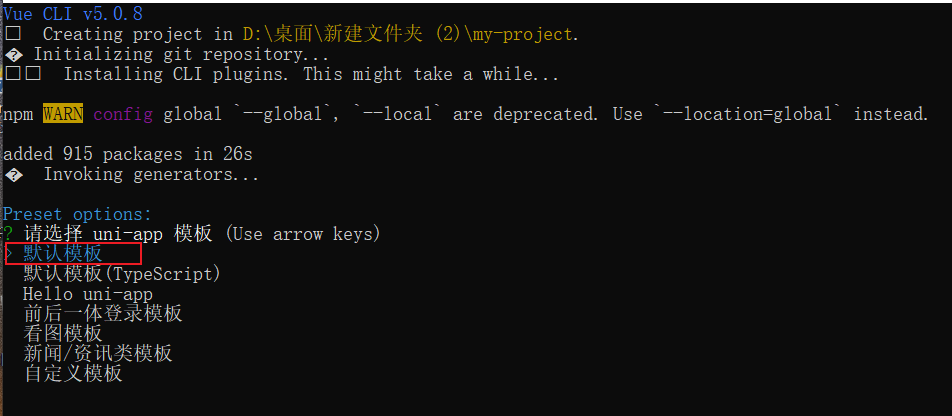 Vue CLI v5.0.8
Creating project in D:\桌面\新建文件夹 (2)\my-project.
� Initializing git repository...
Installing CLI plugins. This might take a while...
npm WARN config global `--global`, `--local` are deprecated. Use `--location=global` instead.
added 915 packages in 26s
� Invoking generators...
Preset options:
? 请选择 uni-app 模板 (Use arrow keys)
> 默认模板
默认模板(TypeScript)
Hello uni-app
前后一体登录模板
看图模板
新闻/资讯类模板
自定义模板